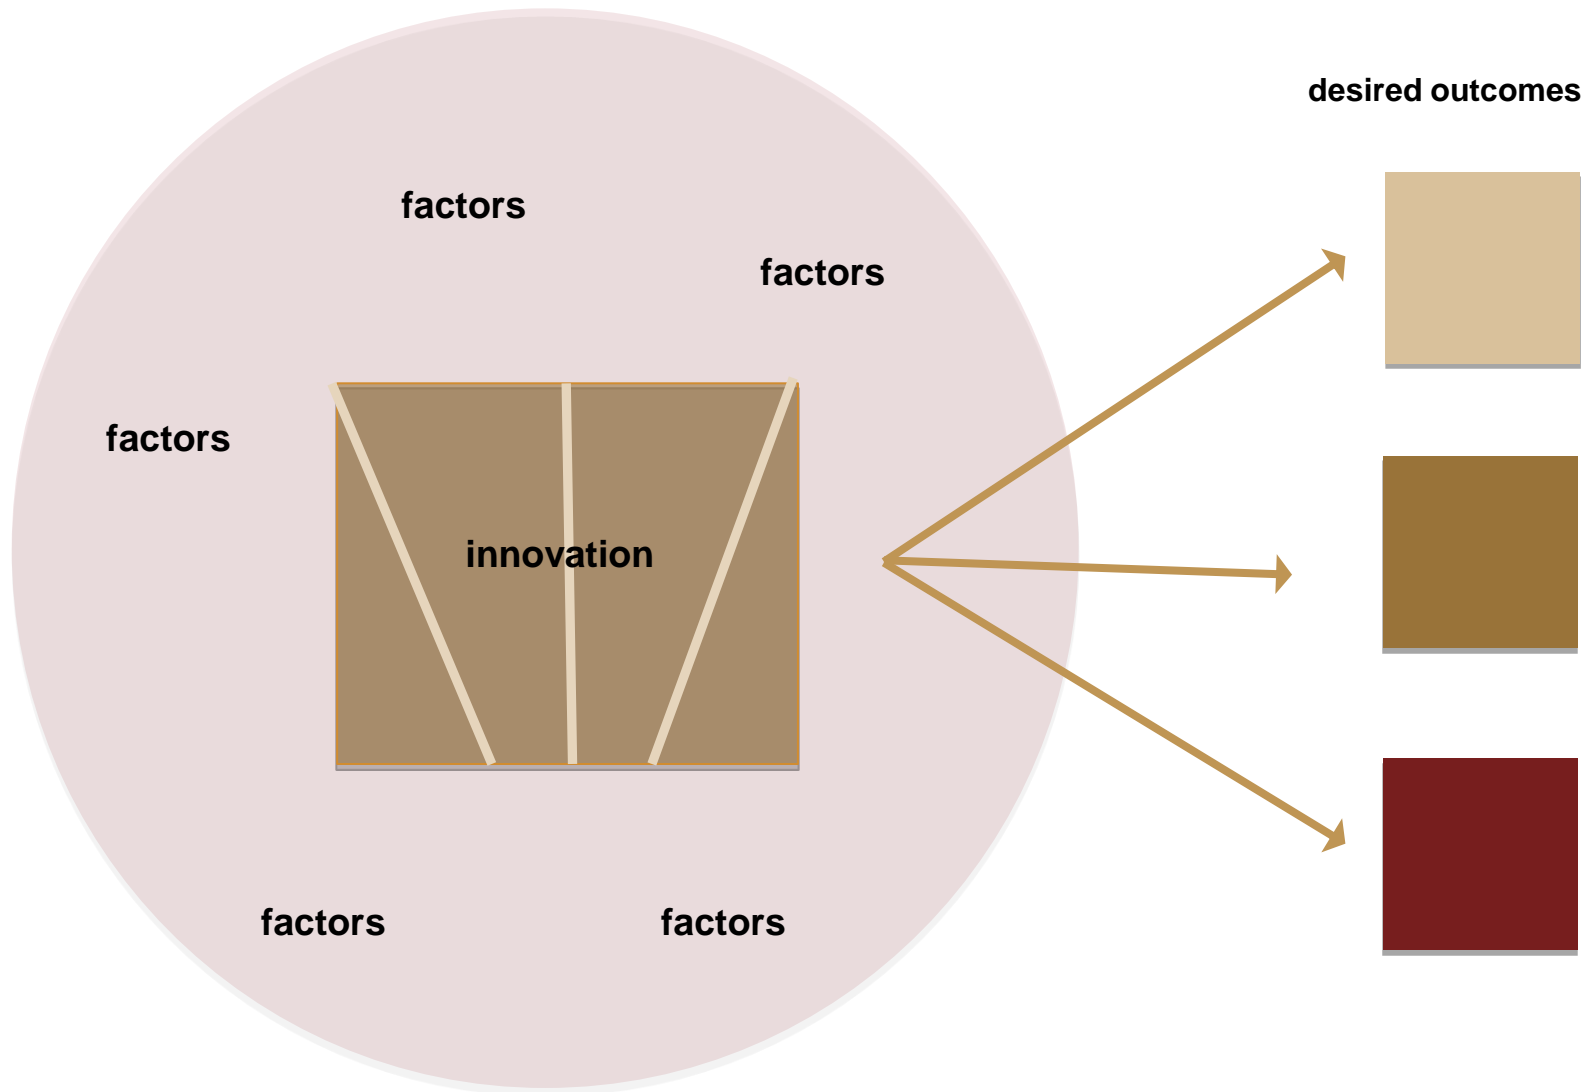 desired outcomes
factors
factors
factors
innovation
factors
factors